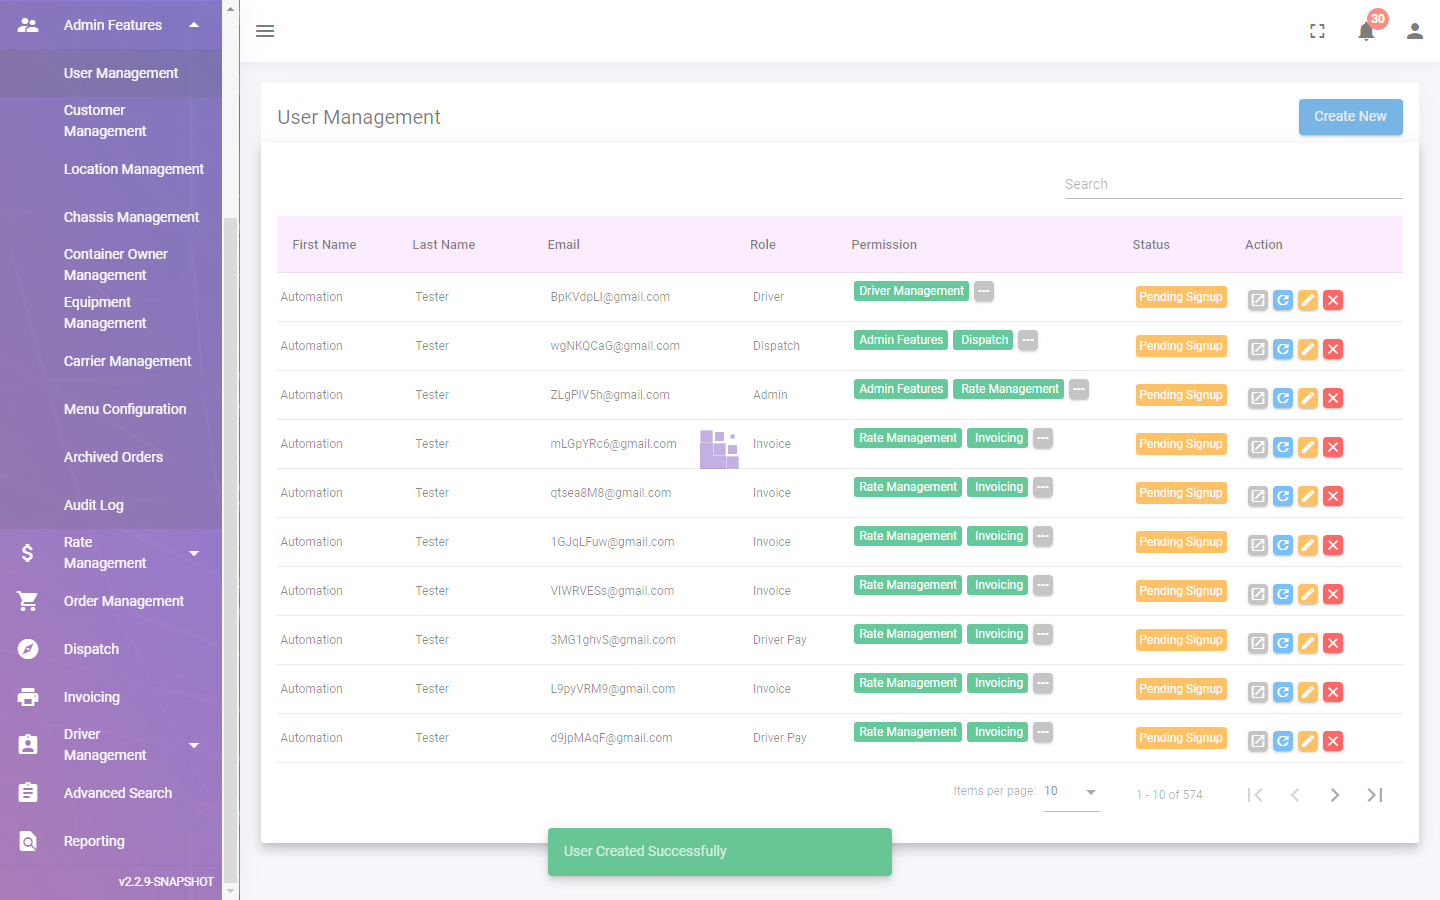 Admin Features
User Management
Customer
Management
Location Management
Chassis Management
Container Owner
Management
Equipment
Management
Carrier Management
Menu Configuration
Archived Orders
Audit Log
Rate
Management
Order Management
Dispatch
Invoicing
Driver
Management
Advanced Search
Reporting
v2.2.9-SNAPSHOT
30
User Management
Create New
Search
First Name Last Name Email Role Permission Status Action
Automation Tester BpKVdpLl@gmail.com Driver Driver Management --- Pending Signup
Automation Tester wgNKQCaG@gmail.com Dispatch Admin Features Dispatch --- Pending Signup
Automation Tester ZLgPIV5h@gmail.com Admin Admin Features Rate Management --- Pending Signup
Automation Tester mLGpYRc6@gmail.com Invoice Rate Management Invoicing --- Pending Signup
Automation Tester qtsea8M8@gmail.com Invoice Rate Management Invoicing --- Pending Signup
Automation Tester 1GJqLFuw@gmail.com Invoice Rate Management Invoicing --- Pending Signup
Automation Tester VIWRVESs@gmail.com Invoice Rate Management Invoicing --- Pending Signup
Automation Tester 3MG1ghvS@gmail.com Driver Pay Rate Management Invoicing --- Pending Signup
Automation Tester L9pyVRM9@gmail.com Invoice Rate Management Invoicing --- Pending Signup
Automation Tester d9jpMAqF@gmail.com Driver Pay Rate Management Invoicing --- Pending Signup
Items per page: 10 1 - 10 of 574
User Created Successfully